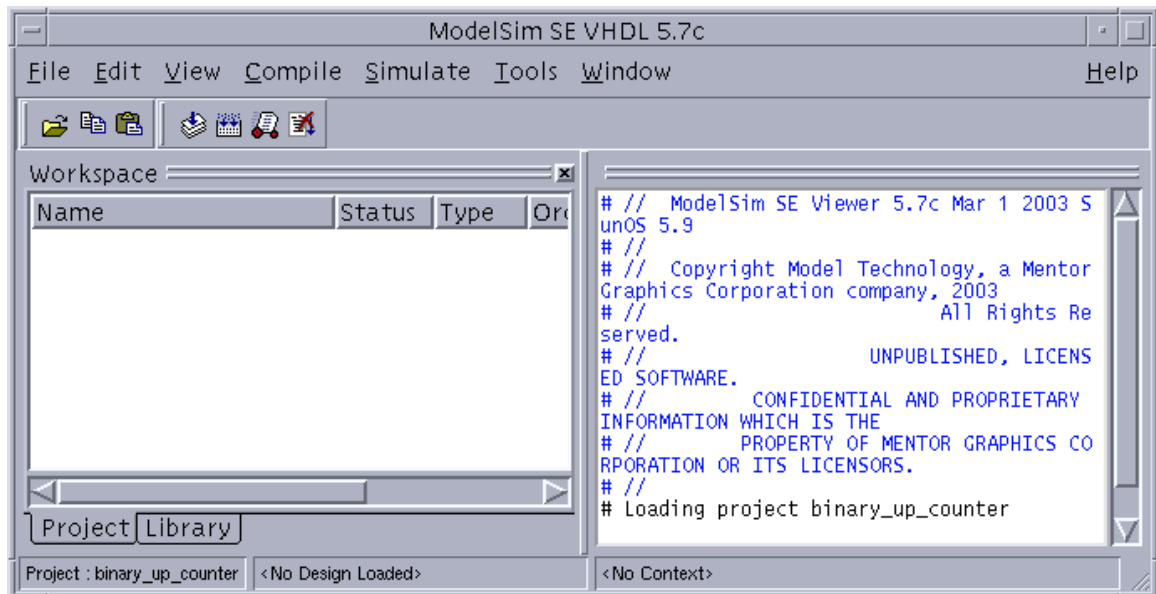 ModelSim SE VHDL 5.7c
File Edit View Compile Simulate Tools Window Help
Workspace
Name Status Type Ord
# // ModelSim SE Viewer 5.7c Mar 1 2003 S
unOS 5.9
# //
# // Copyright Model Technology, a Mentor
Graphics Corporation company, 2003
# // All Rights Re
served.
# // UNPUBLISHED, LICENS
ED SOFTWARE.
# // CONFIDENTIAL AND PROPRIETARY
INFORMATION WHICH IS THE
# // PROPERTY OF MENTOR GRAPHICS CO
RPORATION OR ITS LICENSORS.
# //
# Loading project binary_up_counter
Project Library
Project : binary_up_counter <No Design Loaded> <No Context>